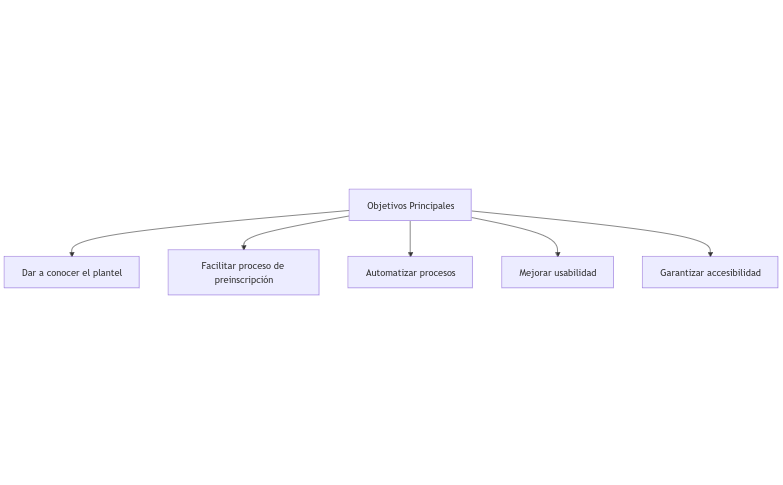 Objetivos Principales
Dar a conocer el plantel
Facilitar proceso de
preinscripción
Automatizar procesos
Mejorar usabilidad
Garantizar accesibilidad